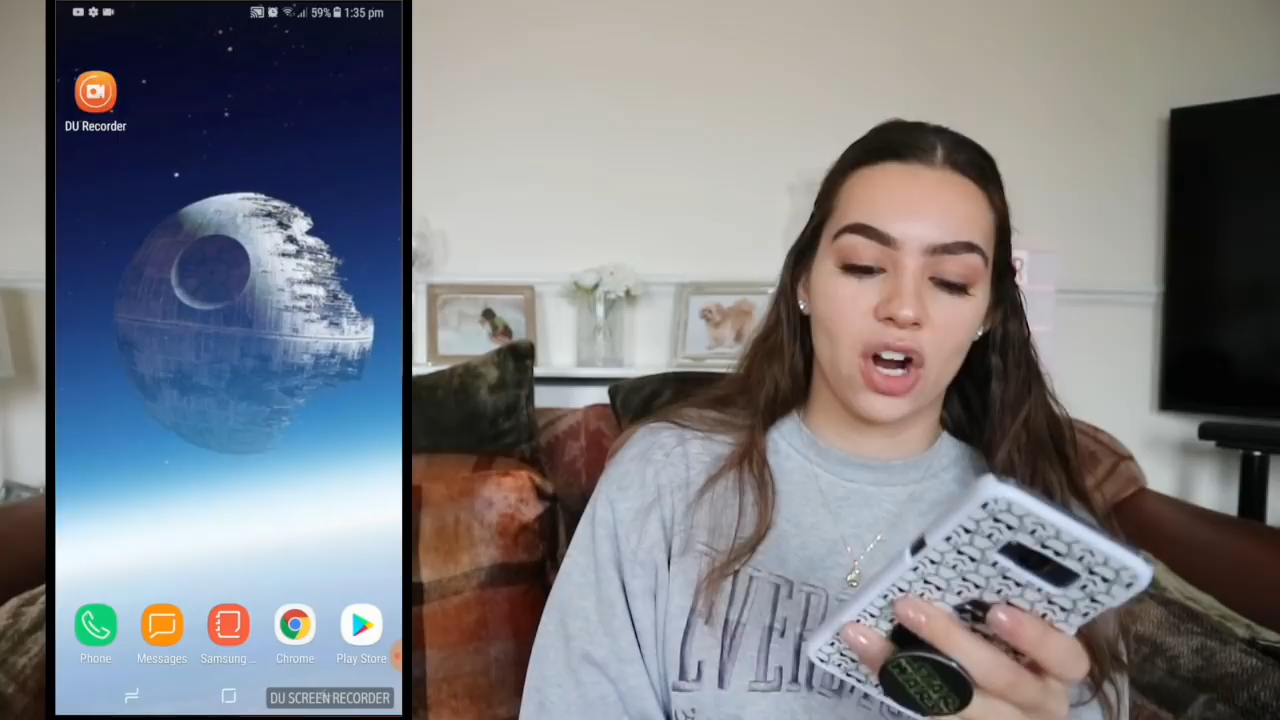 59% 1:35 pm
DU Recorder
Phone Messages Samsung... Chrome Play Store
DU SCREEN RECORDER